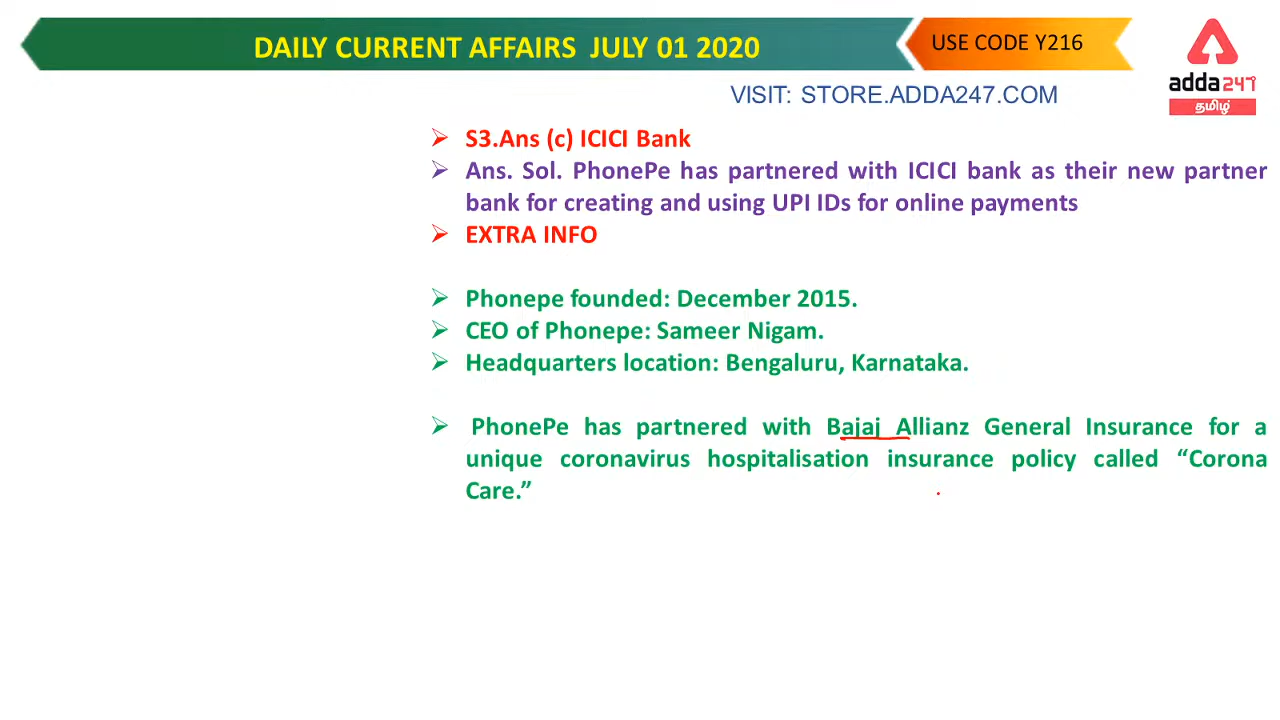 DAILY CURRENT AFFAIRS JULY 01 2020
USE CODE Y216
adda247
தமிழ்
VISIT: STORE.ADDA247.COM
➢ S3.Ans (c) ICICI Bank
➢ Ans. Sol. PhonePe has partnered with ICICI bank as their new partner
bank for creating and using UPI IDs for online payments
➢ EXTRA INFO
➢ Phonepe founded: December 2015.
➢ CEO of Phonepe: Sameer Nigam.
➢ Headquarters location: Bengaluru, Karnataka.
➢ PhonePe has partnered with Bajaj Allianz General Insurance for a
unique coronavirus hospitalisation insurance policy called “Corona
Care.”